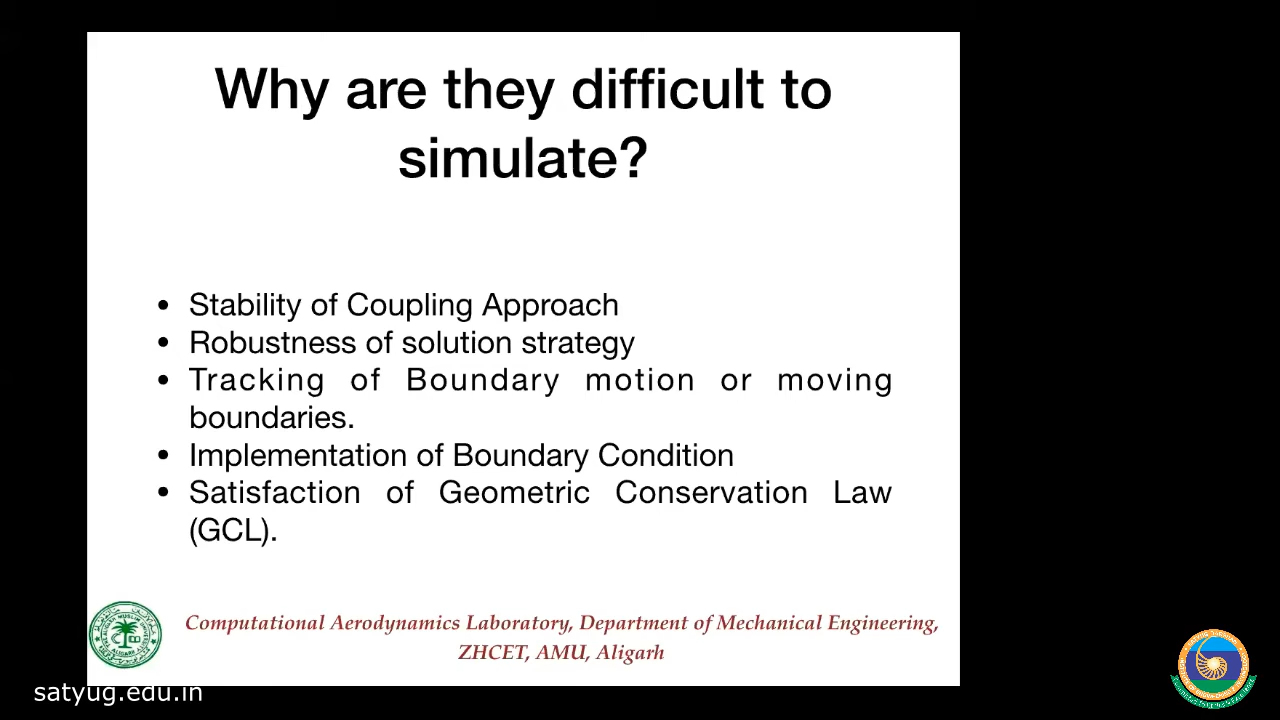 Why are they difficult to
simulate?
• Stability of Coupling Approach
• Robustness of solution strategy
• Tracking of Boundary motion or moving
boundaries.
• Implementation of Boundary Condition
• Satisfaction of Geometric Conservation Law
(GCL).
Computational Aerodynamics Laboratory, Department of Mechanical Engineering,
ZHCET, AMU, Aligarh
satyug.edu.in